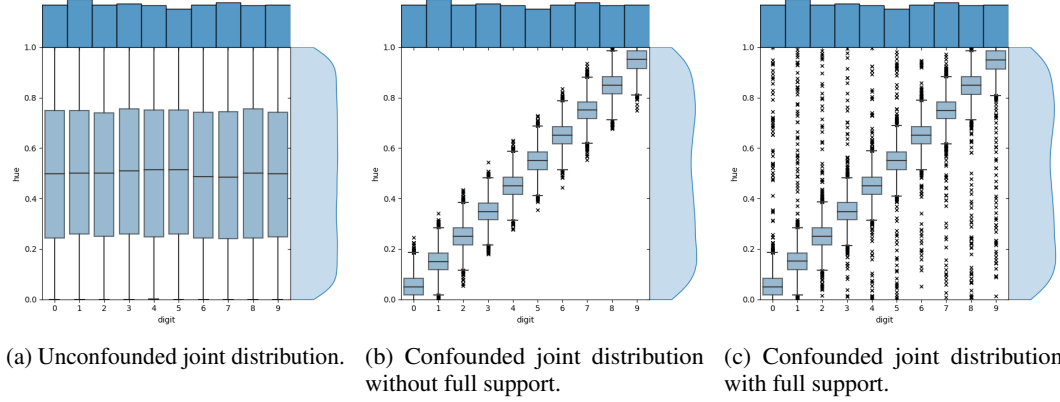 1.0
0.8
0.6
hue
0.4
0.2
0.0
0 1 2 3 4 5 6 7 8 9
digit
1.0
0.8
0.6
hue
0.4
0.2
0.0
0 1 2 3 4 5 6 7 8 9
digit
1.0
0.8
0.6
hue
0.4
0.2
0.0
0 1 2 3 4 5 6 7 8 9
digit
(a) Unconfounded joint distribution.
(b) Confounded joint distribution
without full support.
(c) Confounded joint distribution
with full support.